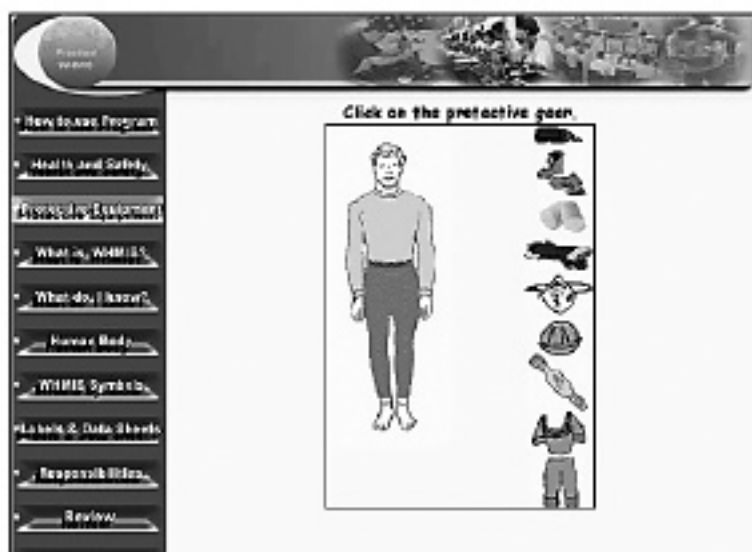 Practical
Click on the protective gear.
How to use Program
Health and Safety
Protective Equipment
What is WHMIS?
What do I know?
Human Body
WHMIS Symbols
Labels & Data Sheets
Responsibilities
Review